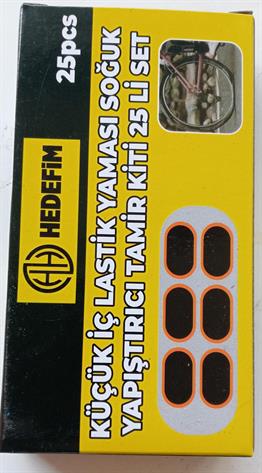 25pcs
HEDEFİM
KÜÇÜK İÇ LASTİK YAMASI SOĞUK
YAPIŞTIRICI TAMİR KİTİ 25 Lİ SET